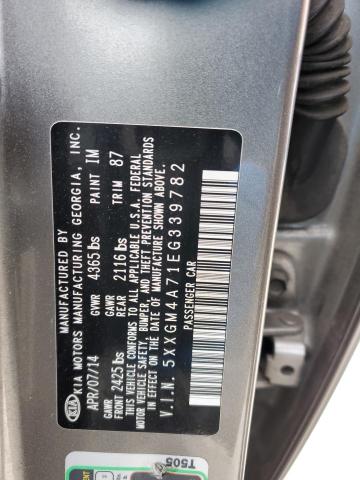 MANUFACTURED BY
KIA KIA MOTORS MANUFACTURING GEORGIA, INC.
APR/07/14 GVWR 4365 lbs PAINT IM
GAWR GAWR
FRONT 2425 lbs REAR 2116 lbs TRIM 87
THIS VEHICLE CONFORMS TO ALL APPLICABLE U.S.A. FEDERAL
MOTOR VEHICLE SAFETY, BUMPER, AND THEFT PREVENTION STANDARDS
IN EFFECT ON THE DATE OF MANUFACTURE SHOWN ABOVE.
V.I.N. 5XXGM4A71EG339782
PASSENGER CAR
T505